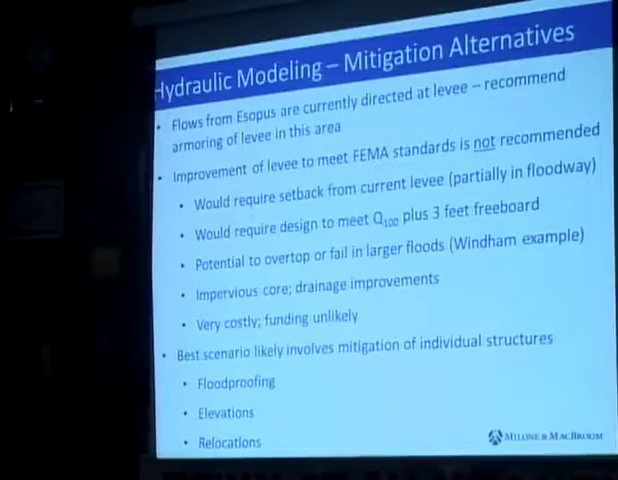 Hydraulic Modeling – Mitigation Alternatives
• Flows from Esopus are currently directed at levee – recommend
armoring of levee in this area
• Improvement of levee to meet FEMA standards is not recommended
• Would require setback from current levee (partially in floodway)
• Would require design to meet Q100 plus 3 feet freeboard
• Potential to overtop or fail in larger floods (Windham example)
• Impervious core; drainage improvements
• Very costly; funding unlikely
• Best scenario likely involves mitigation of individual structures
• Floodproofing
• Elevations
• Relocations
MILONE & MACBROOM